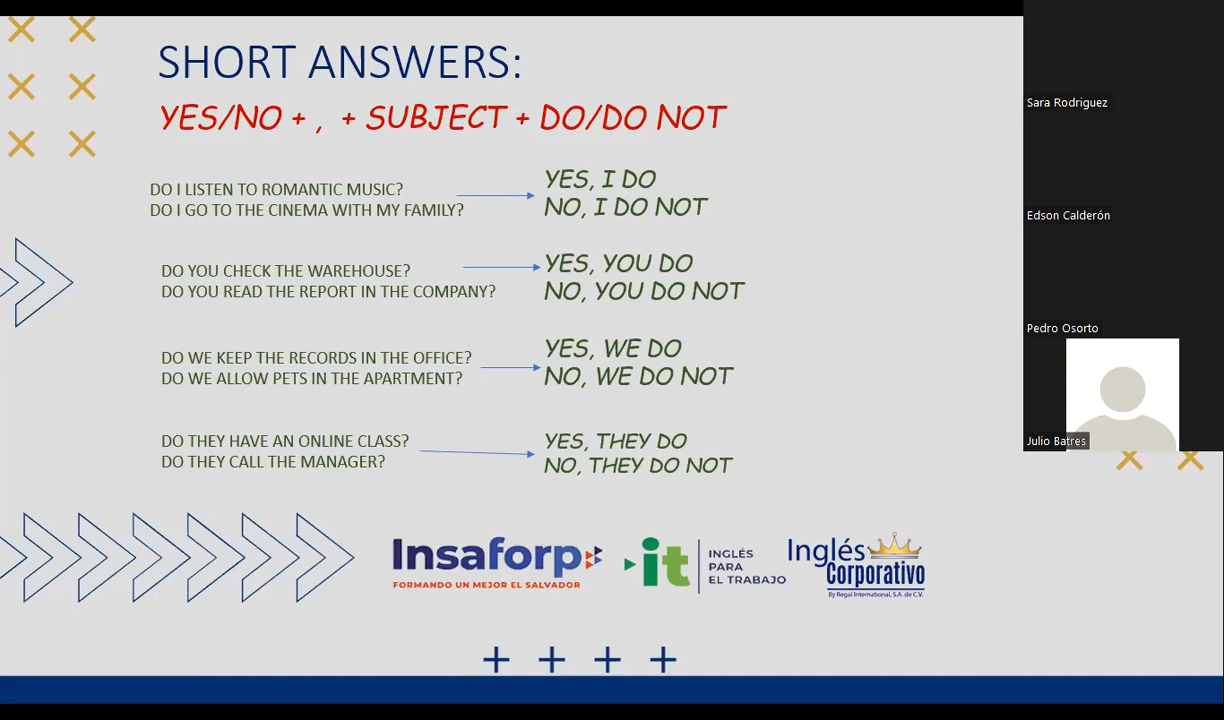 SHORT ANSWERS:
YES/NO + , + SUBJECT + DO/DO NOT
DO I LISTEN TO ROMANTIC MUSIC?
DO I GO TO THE CINEMA WITH MY FAMILY?
YES, I DO
NO, I DO NOT
DO YOU CHECK THE WAREHOUSE?
DO YOU READ THE REPORT IN THE COMPANY?
YES, YOU DO
NO, YOU DO NOT
DO WE KEEP THE RECORDS IN THE OFFICE?
DO WE ALLOW PETS IN THE APARTMENT?
YES, WE DO
NO, WE DO NOT
DO THEY HAVE AN ONLINE CLASS?
DO THEY CALL THE MANAGER?
YES, THEY DO
NO, THEY DO NOT
Insaforp
FORMANDO UN MEJOR EL SALVADOR
it
INGLÉS
PARA
EL TRABAJO
Inglés
Corporativo
By Regal International, S.A. de C.V.
Sara Rodriguez
Edson Calderón
Pedro Osorto
Julio Batres